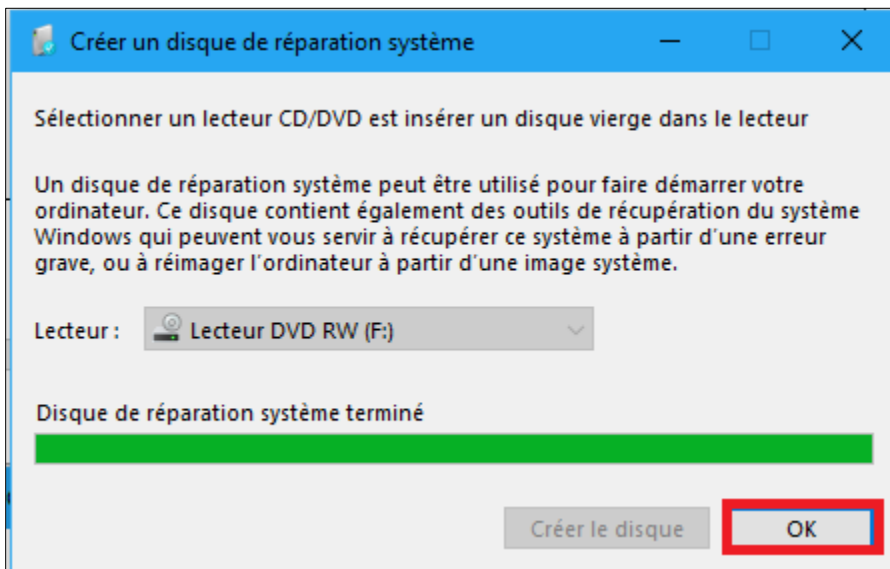 Créer un disque de réparation système
Sélectionner un lecteur CD/DVD est insérer un disque vierge dans le lecteur
Un disque de réparation système peut être utilisé pour faire démarrer votre
ordinateur. Ce disque contient également des outils de récupération du système
Windows qui peuvent vous servir à récupérer ce système à partir d'une erreur
grave, ou à réimager l'ordinateur à partir d'une image système.
Lecteur : Lecteur DVD RW (F:)
Disque de réparation système terminé
Créer le disque OK